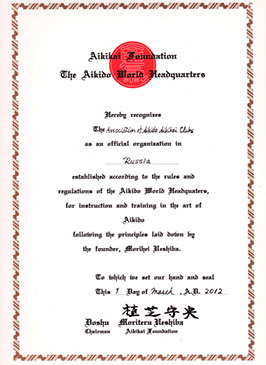 Aikikai Foundation
The Aikido World Headquarters
Hereby recognizes
The Association of Aikido Aikikai Clubs
as an official organization in
Russia
established according to the rules and
regulations of the Aikido World Headquaters,
for instruction and training in the art of
Aikido
following the principles laid down by
the founder, Morihei Ueshiba.
To which we set our hand and seal
This 1 Day of March, A.D. 2012
植芝守央
Doshu Moriteru Ueshiba
Chairman Aikikai Foundation